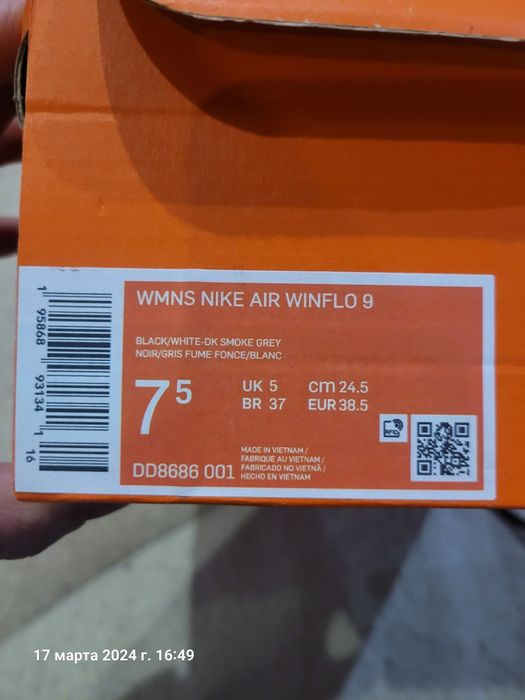 WMNS NIKE AIR WINFLO 9
BLACK/WHITE-DK SMOKE GREY
NOIR/GRIS FUME FONCE/BLANC
7⁵
UK 5 cm 24.5
BR 37 EUR 38.5
DD8686 001
MADE IN VIETNAM /
FABRIQUE AU VIETNAM /
FABRICADO NO VIETNÃ /
HECHO EN VIETNAM
1 95868 93134 1
16
17 марта 2024 г. 16:49